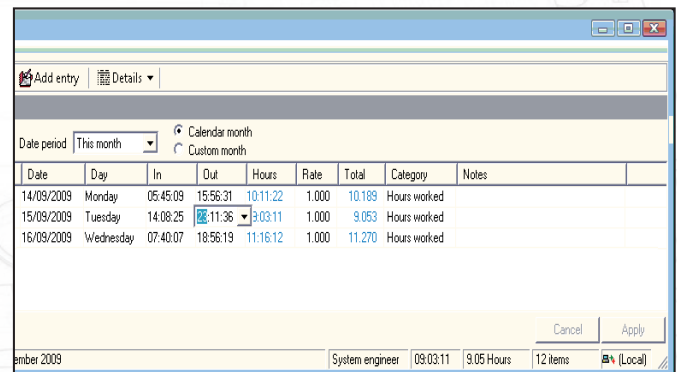 Add entry Details
Date period This month Calendar month
Custom month
Date Day In Out Hours Rate Total Category Notes
14/09/2009 Monday 05:45:09 15:56:31 10:11:22 1.000 10.189 Hours worked
15/09/2009 Tuesday 14:08:25 23:11:36 9:03:11 1.000 9.053 Hours worked
16/09/2009 Wednesday 07:40:07 18:56:19 11:16:12 1.000 11.270 Hours worked
Cancel Apply
ember 2009 System engineer 09:03:11 9.05 Hours 12 items (Local)